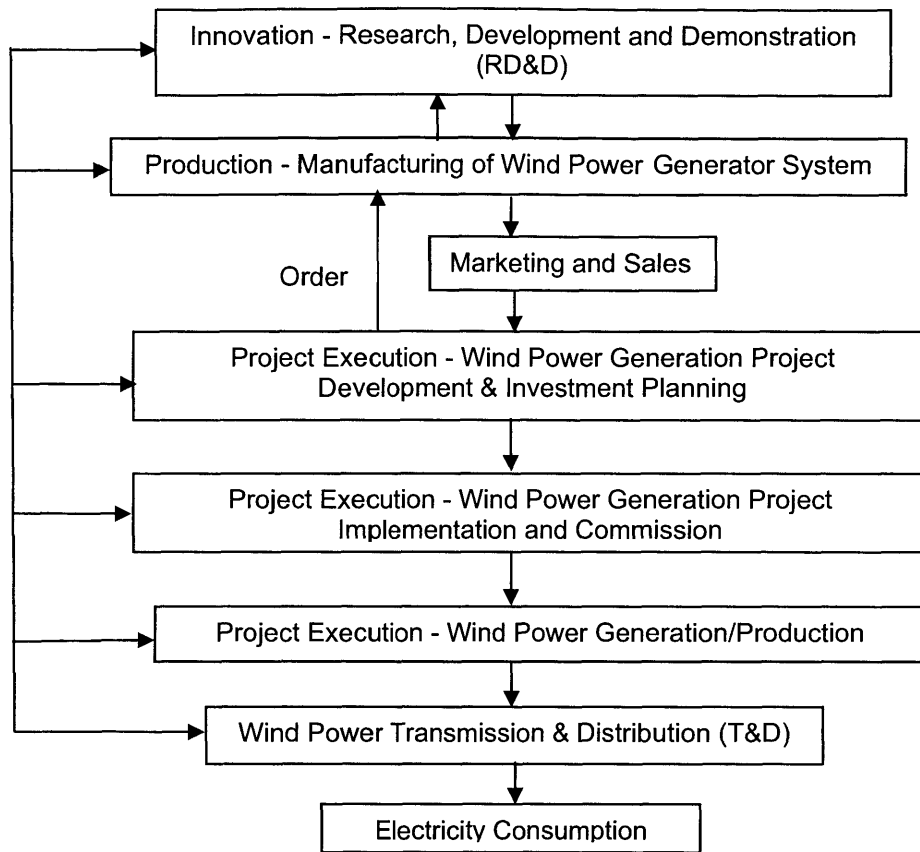 Innovation - Research, Development and Demonstration
(RD&D)
Production - Manufacturing of Wind Power Generator System
Marketing and Sales
Order
Project Execution - Wind Power Generation Project
Development & Investment Planning
Project Execution - Wind Power Generation Project
Implementation and Commission
Project Execution - Wind Power Generation/Production
Wind Power Transmission & Distribution (T&D)
Electricity Consumption